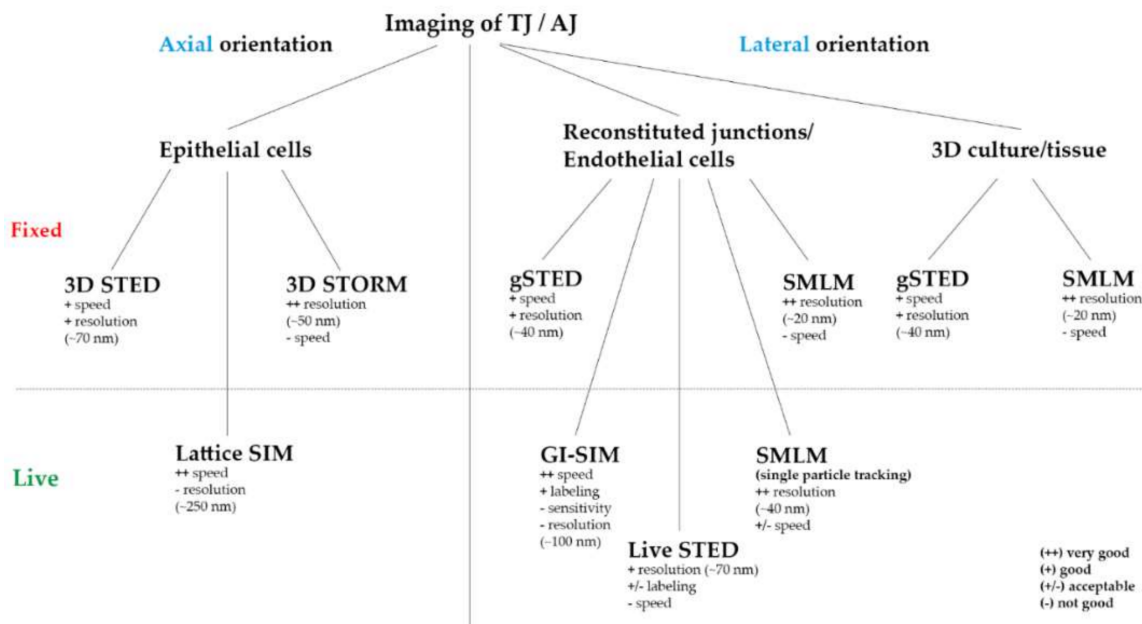 Imaging of TJ / AJ
Axial orientation
Lateral orientation
Epithelial cells
Reconstituted junctions/
Endothelial cells
3D culture/tissue
Fixed
3D STED
+ speed
+ resolution
(~70 nm)
3D STORM
++ resolution
(~50 nm)
- speed
gSTED
+ speed
+ resolution
(~40 nm)
SMLM
++ resolution
(~20 nm)
- speed
gSTED
+ speed
+ resolution
(~40 nm)
SMLM
++ resolution
(~20 nm)
- speed
Live
Lattice SIM
++ speed
- resolution
(~250 nm)
GI-SIM
++ speed
+ labeling
- sensitivity
- resolution
(~100 nm)
Live STED
+ resolution (~70 nm)
+/- labeling
- speed
SMLM
(single particle tracking)
++ resolution
(~40 nm)
+/- speed
(++) very good
(+) good
(+/-) acceptable
(-) not good